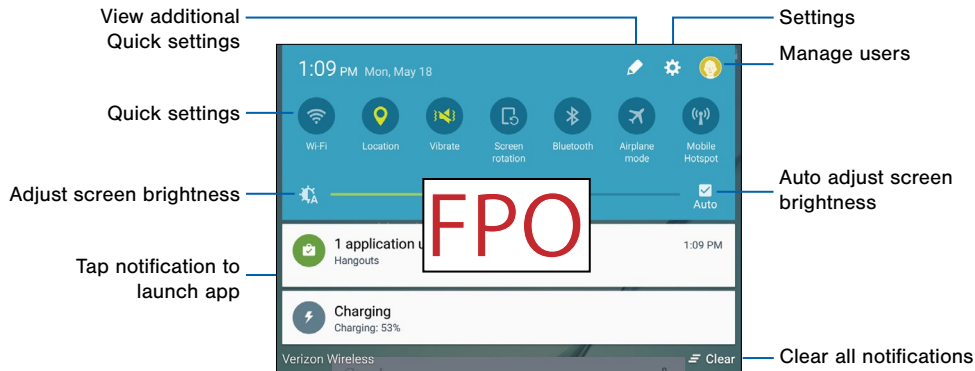 View additional
Quick settings
Settings
Manage users
1:09 PM Mon, May 18
Quick settings
Wi-Fi
Location
Vibrate
Screen
rotation
Bluetooth
Airplane
mode
Mobile
Hotspot
Adjust screen brightness
A
Auto
Auto adjust screen
brightness
FPO
1 application u
1:09 PM
Hangouts
Tap notification to
launch app
Charging
Charging: 53%
Verizon Wireless
Clear
Clear all notifications